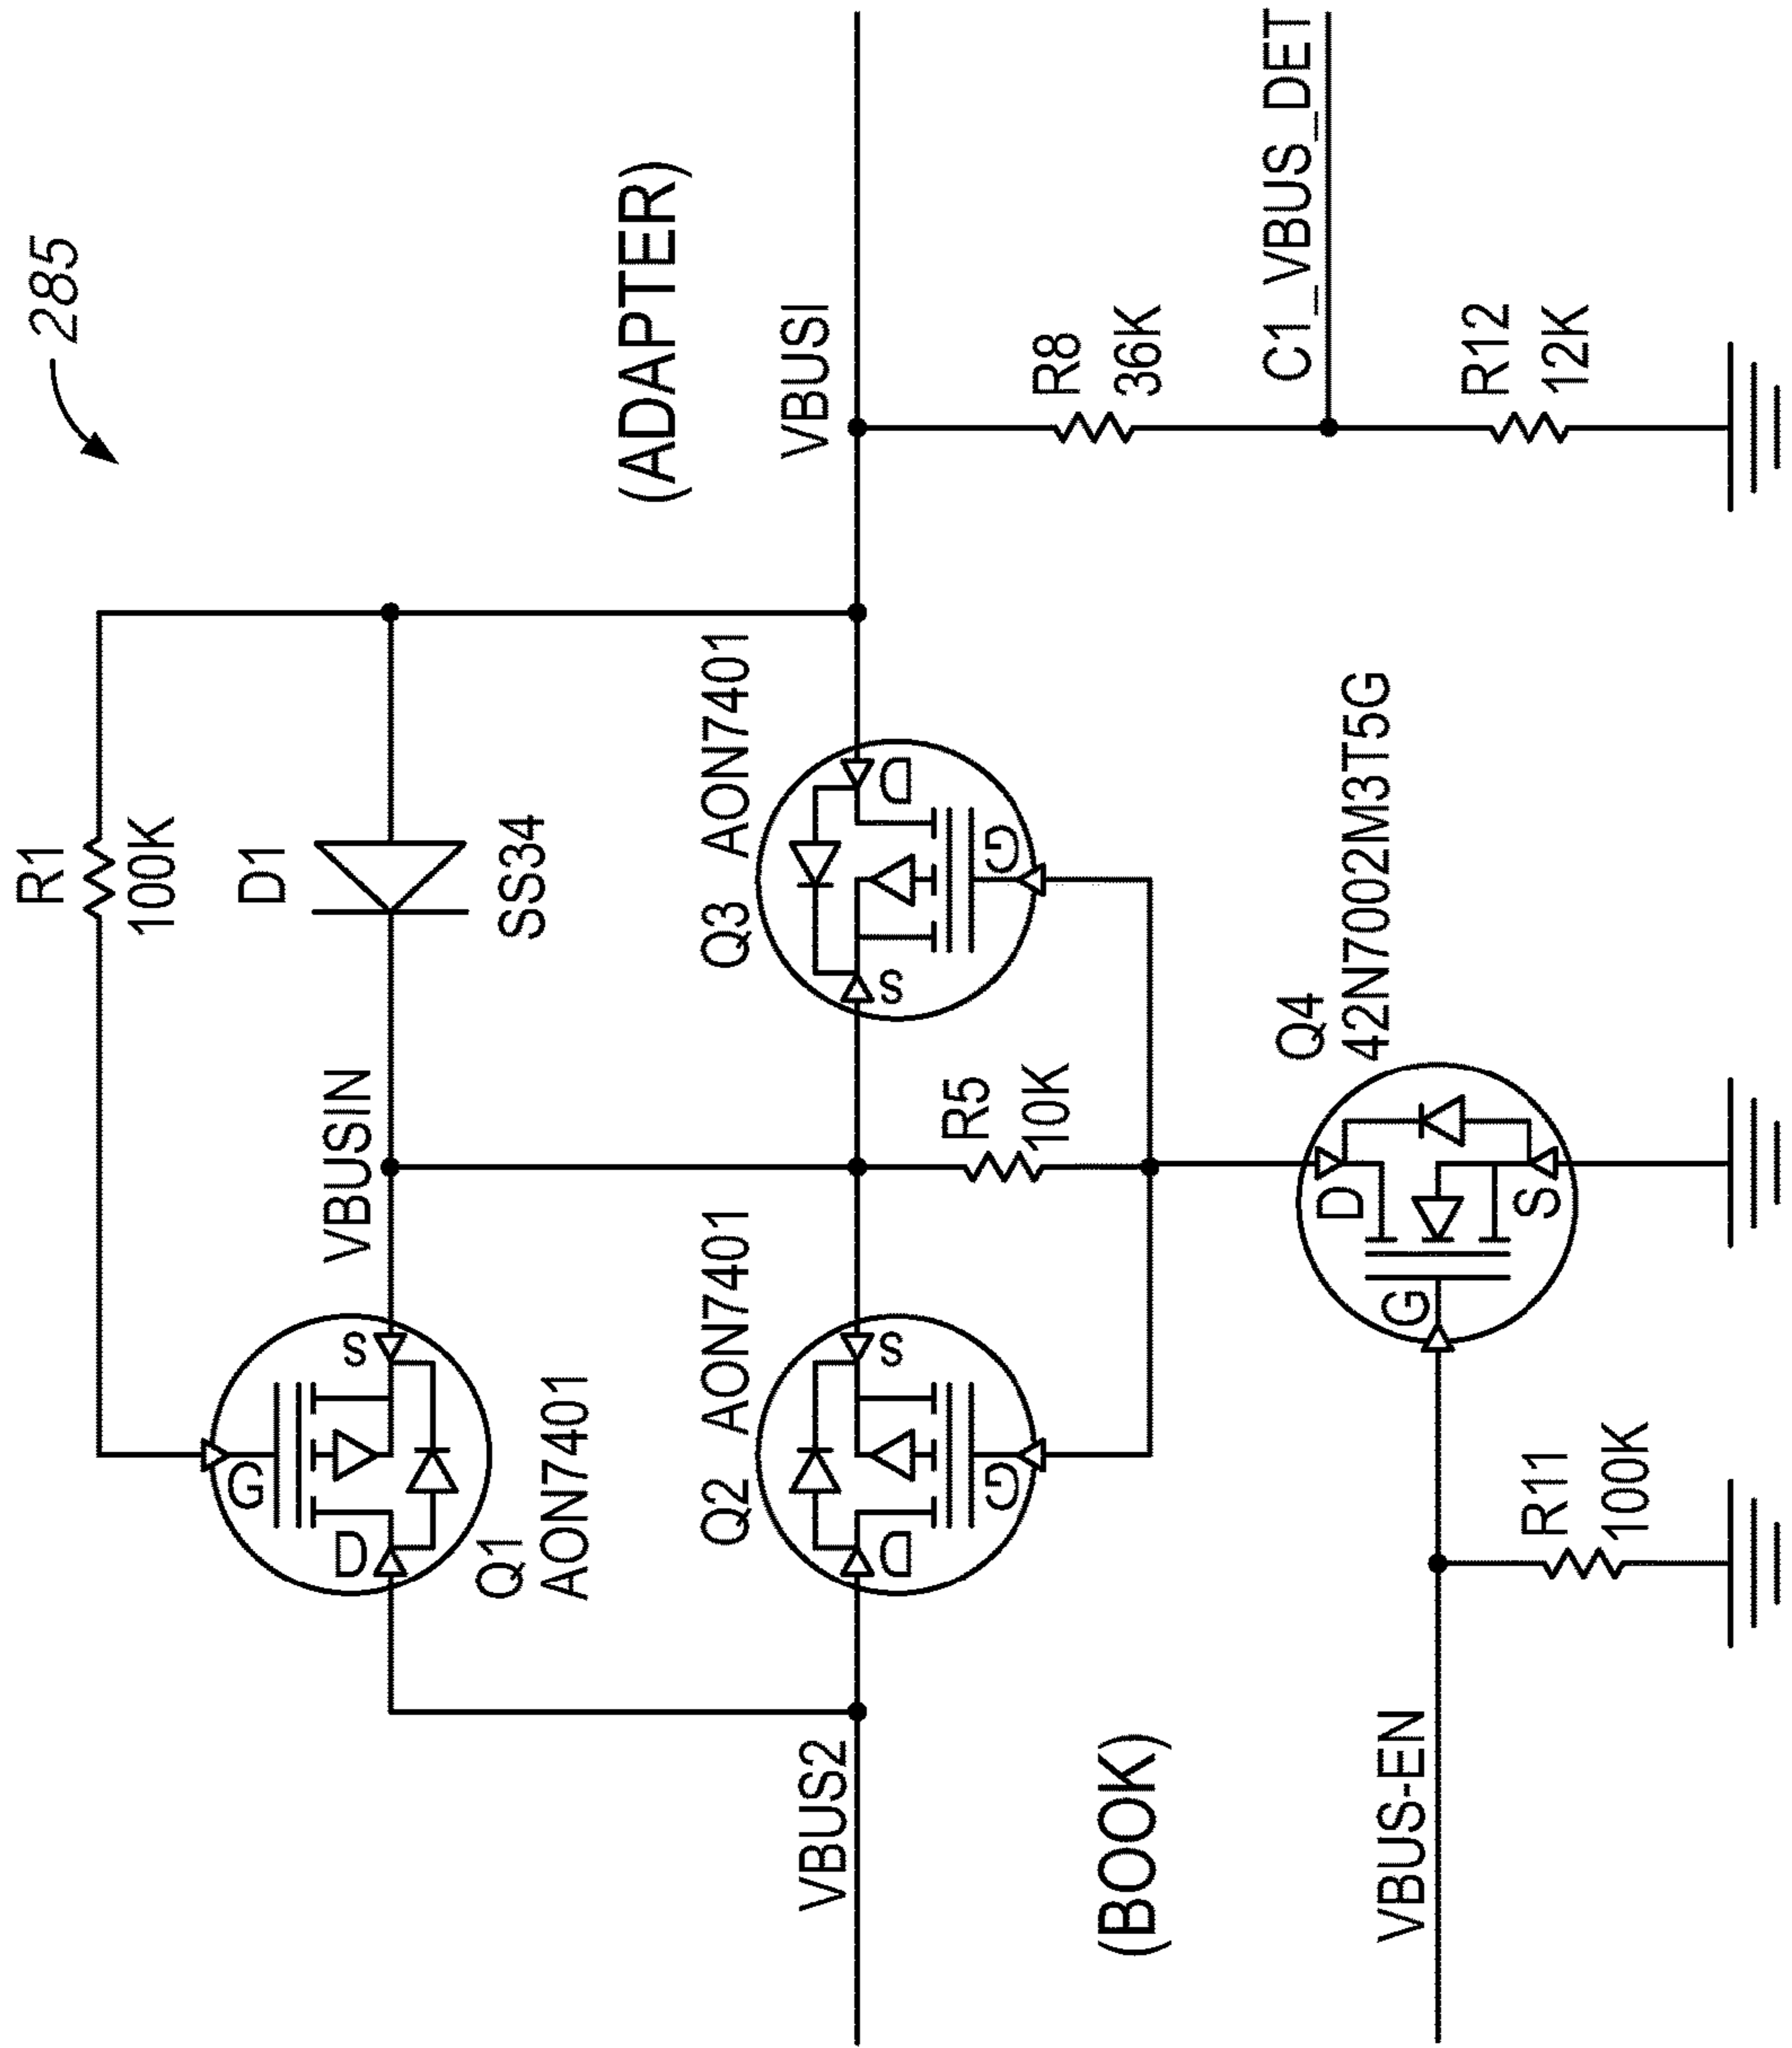 285
R1
100K
D1
SS34
(ADAPTER)
VBUSIN
VBUSI
G
S
D
Q1
AON7401
Q2 AON7401
S
D
G
Q3 AON7401
D
S
G
VBUS2
R5
10K
R8
36K
C1_VBUS_DET
R12
12K
(BOOK)
Q4
42N7002M3T5G
D
G
S
VBUS-EN
R11
100K